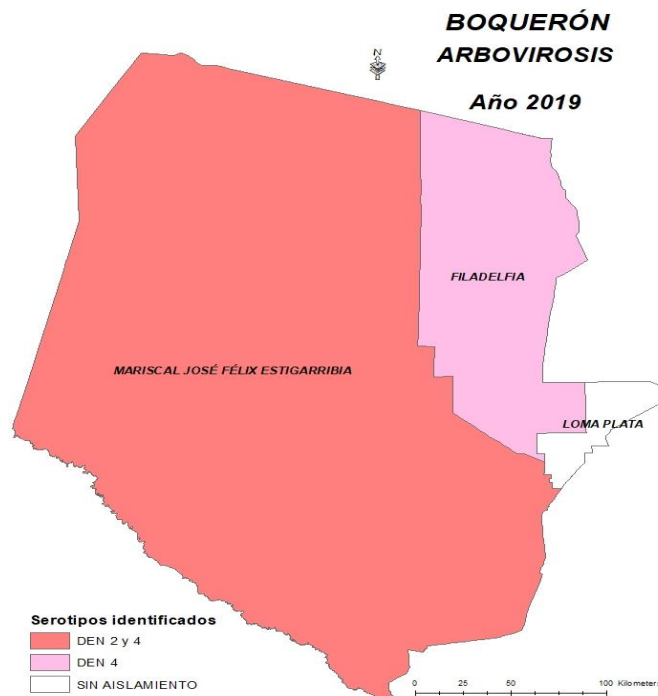 BOQUERÓN
ARBOVIROSIS
Año 2019
N
FILADELFIA
MARISCAL JOSÉ FÉLIX ESTIGARRIBIA
LOMA PLATA
Serotipos identificados
DEN 2 y 4
DEN 4
SIN AISLAMIENTO
0 25 50 100 Kilometers